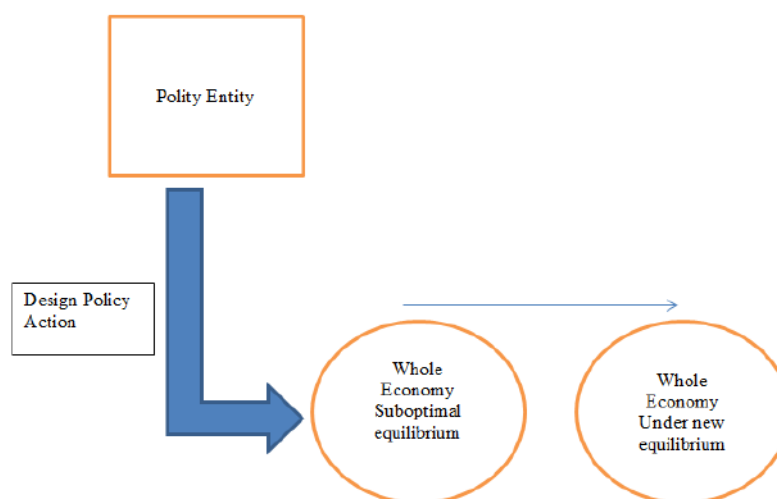 Polity Entity
Design Policy
Action
Whole
Economy
Suboptimal
equilibrium
Whole
Economy
Under new
equilibrium